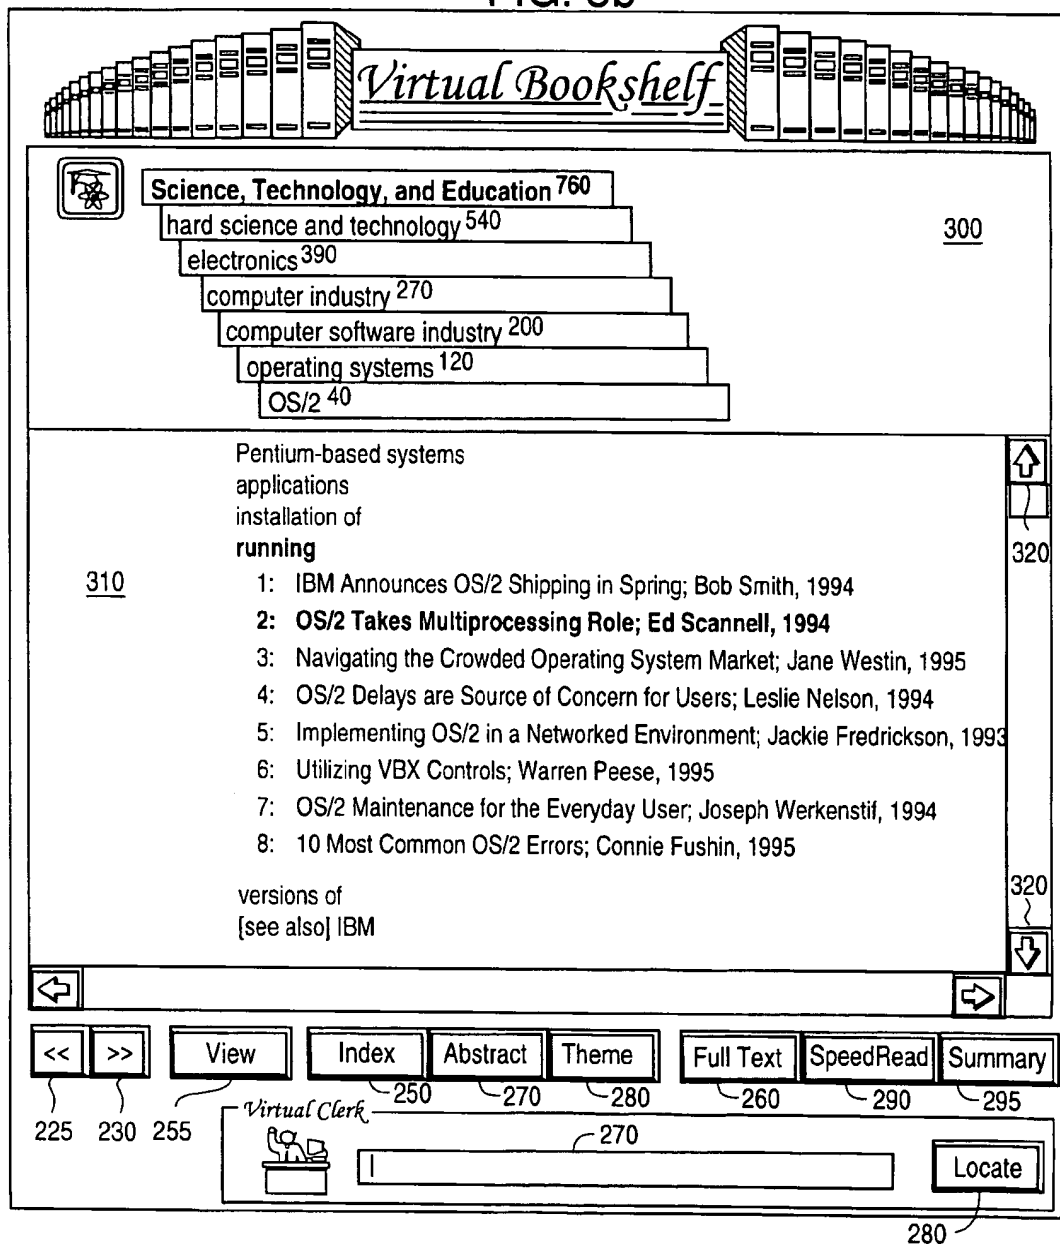 Virtual Bookshelf
Science, Technology, and Education 760
hard science and technology 540
300
electronics 390
computer industry 270
computer software industry 200
operating systems 120
OS/2 40
Pentium-based systems
applications
installation of
running
320
310
1: IBM Announces OS/2 Shipping in Spring; Bob Smith, 1994
2: OS/2 Takes Multiprocessing Role; Ed Scannell, 1994
3: Navigating the Crowded Operating System Market; Jane Westin, 1995
4: OS/2 Delays are Source of Concern for Users; Leslie Nelson, 1994
5: Implementing OS/2 in a Networked Environment; Jackie Fredrickson, 1993
6: Utilizing VBX Controls; Warren Peese, 1995
7: OS/2 Maintenance for the Everyday User; Joseph Werkenstif, 1994
8: 10 Most Common OS/2 Errors; Connie Fushin, 1995
320
versions of
[see also] IBM
<< >> View Index Abstract Theme Full Text SpeedRead Summary
225 230 255 250 270 280 260 290 295
Virtual Clerk
270
Locate
280